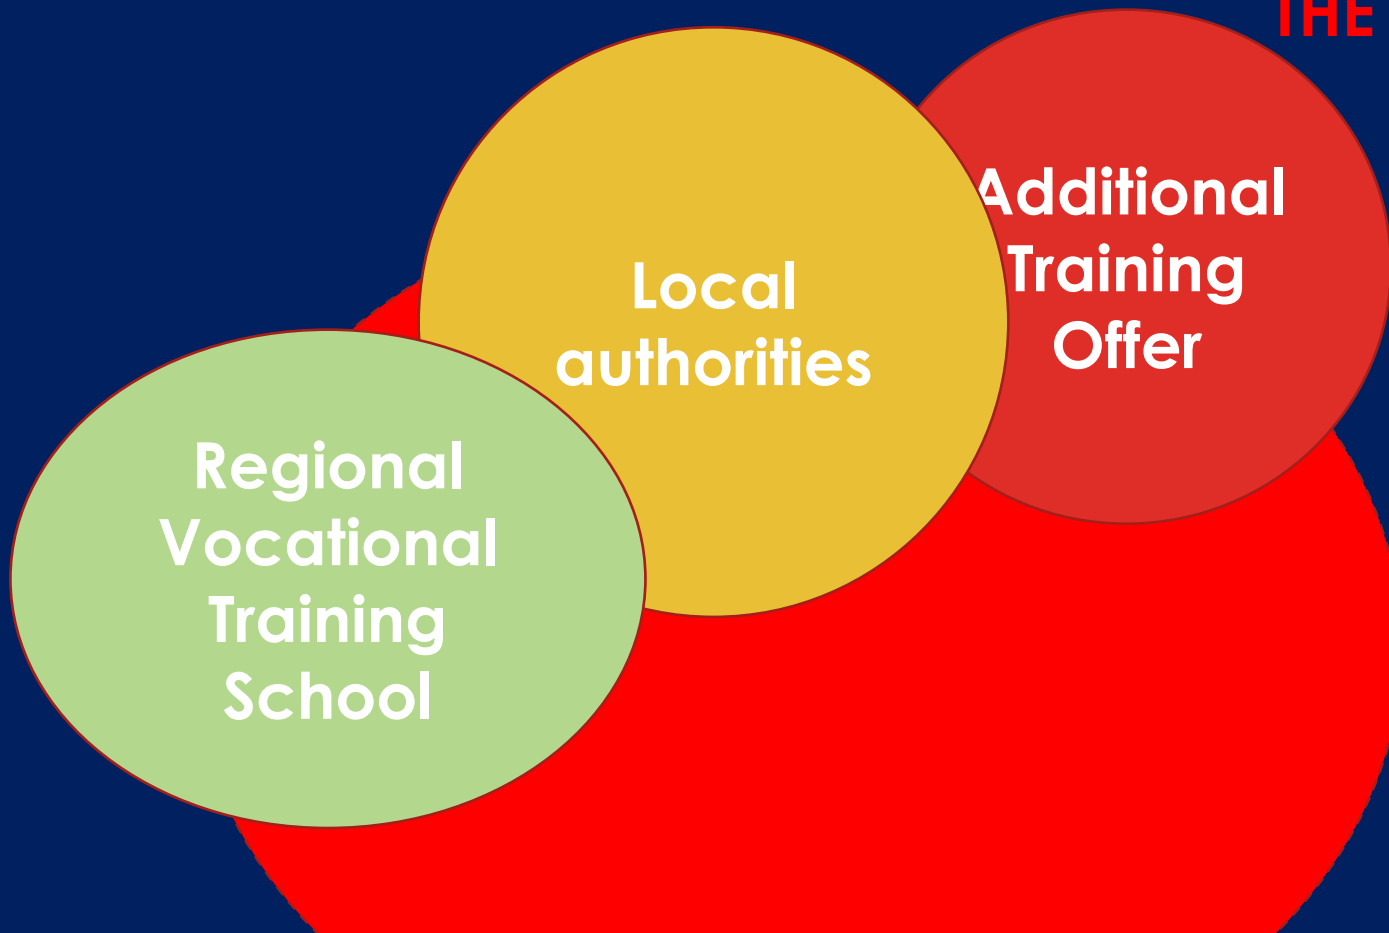 THE
Additional
Training
Offer
Local
authorities
Regional
Vocational
Training
School